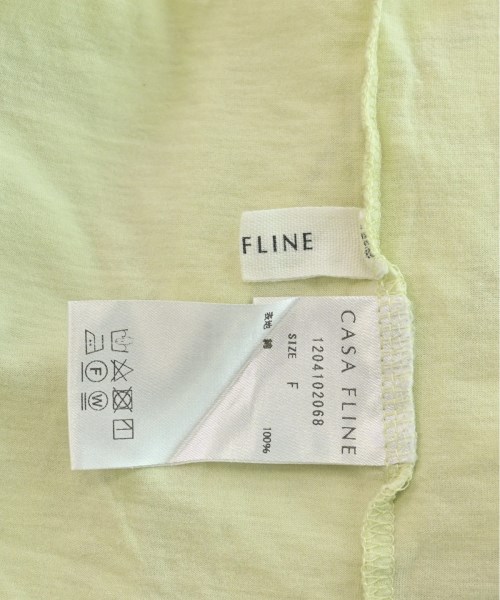 FLINE
CASA FLINE
1204102068
SIZE F
表地 綿 100%
F
W